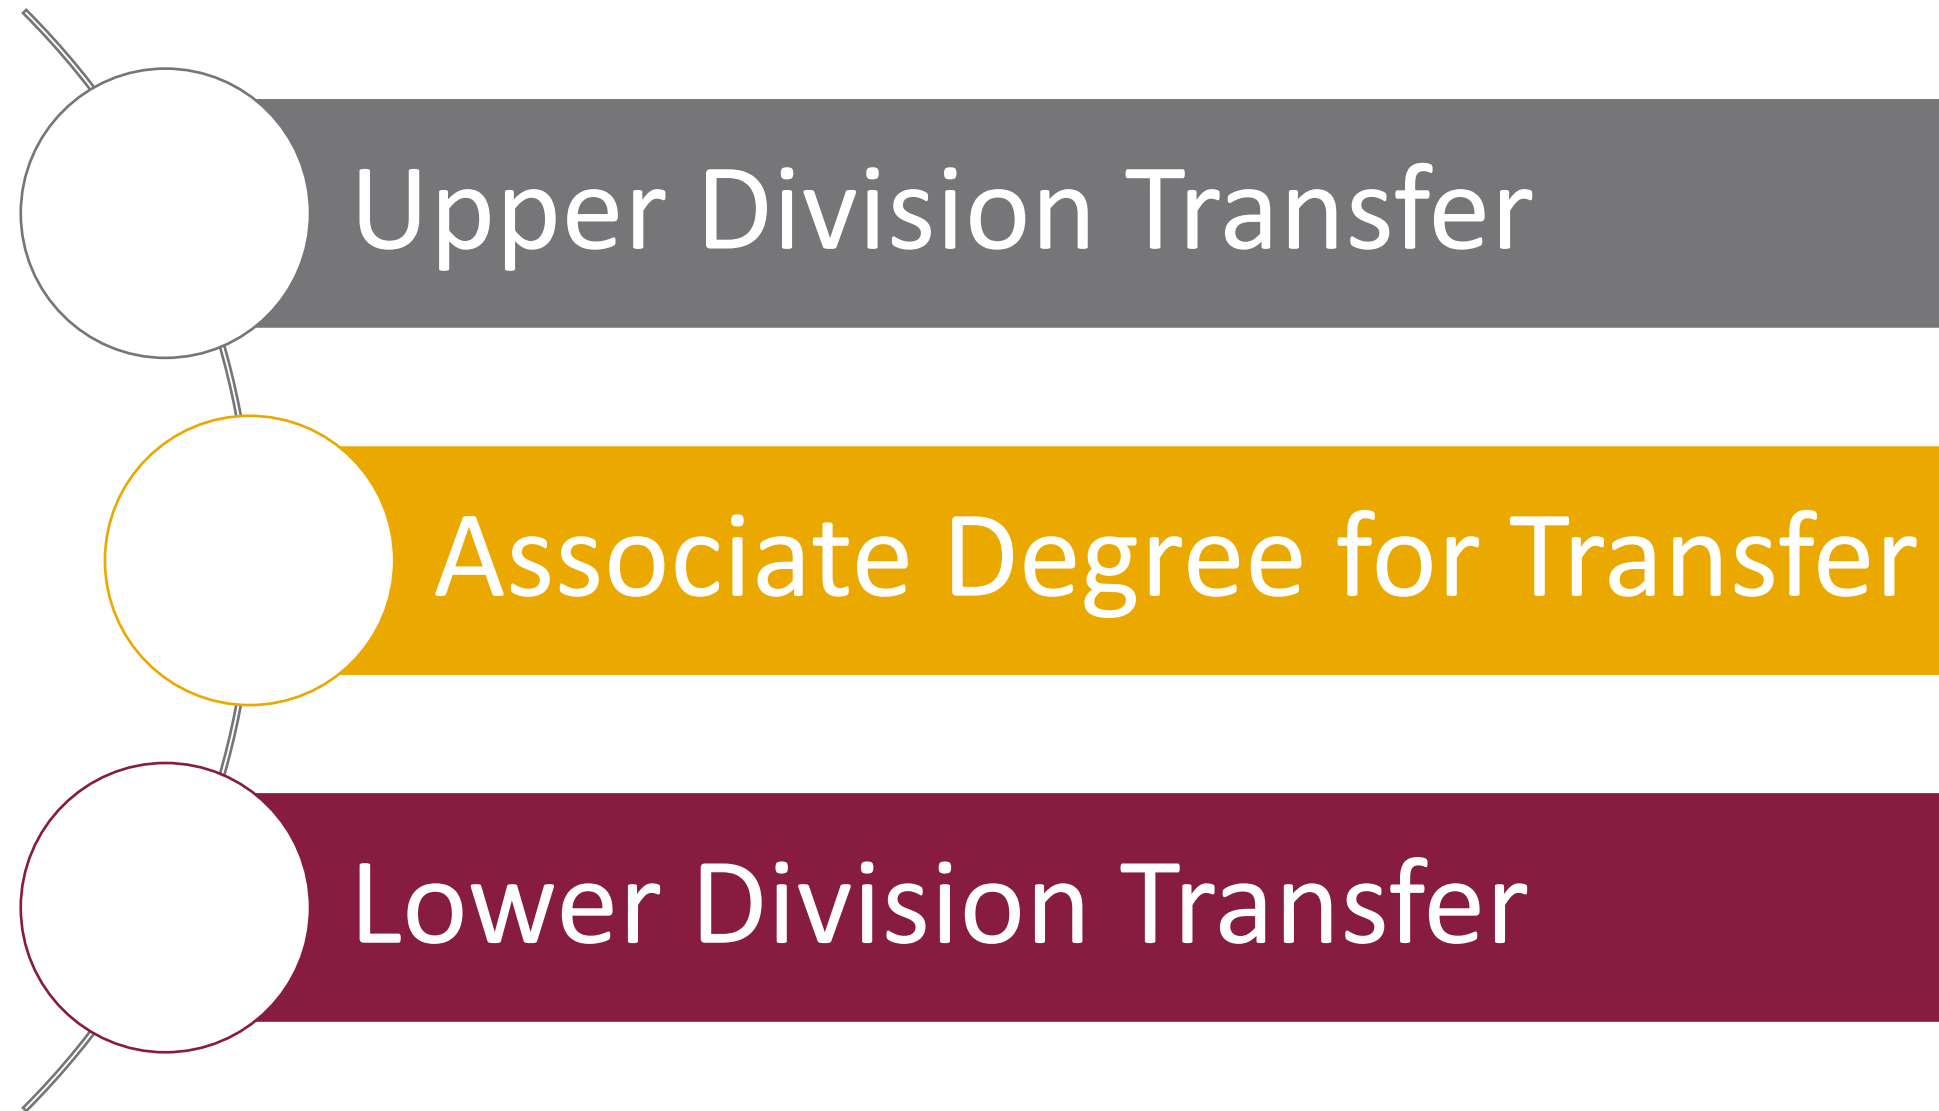 Upper Division Transfer
Associate Degree for Transfer
Lower Division Transfer